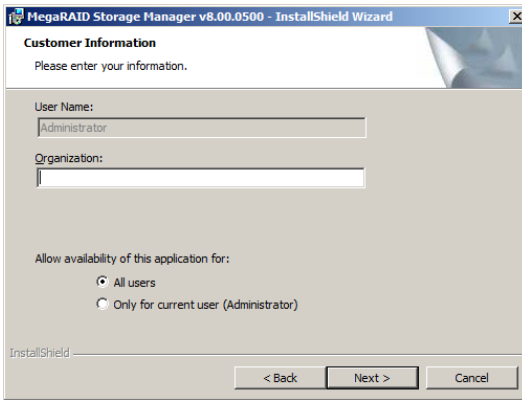 MegaRAID Storage Manager v8.00.0500 - InstallShield Wizard
Customer Information
Please enter your information.
User Name:
Administrator
Organization:
Allow availability of this application for:
All users
Only for current user (Administrator)
InstallShield
< Back Next > Cancel